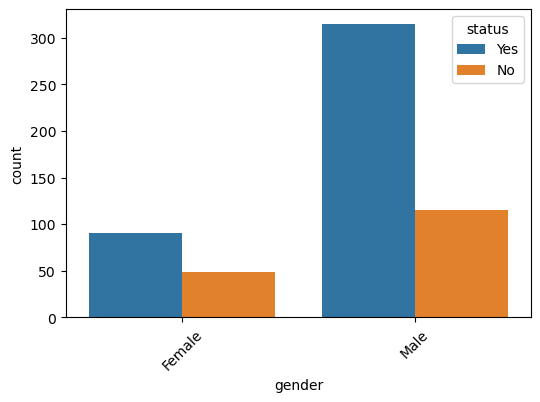 status
Yes
No
300
250
200
150
100
50
0
count
Female
Male
gender